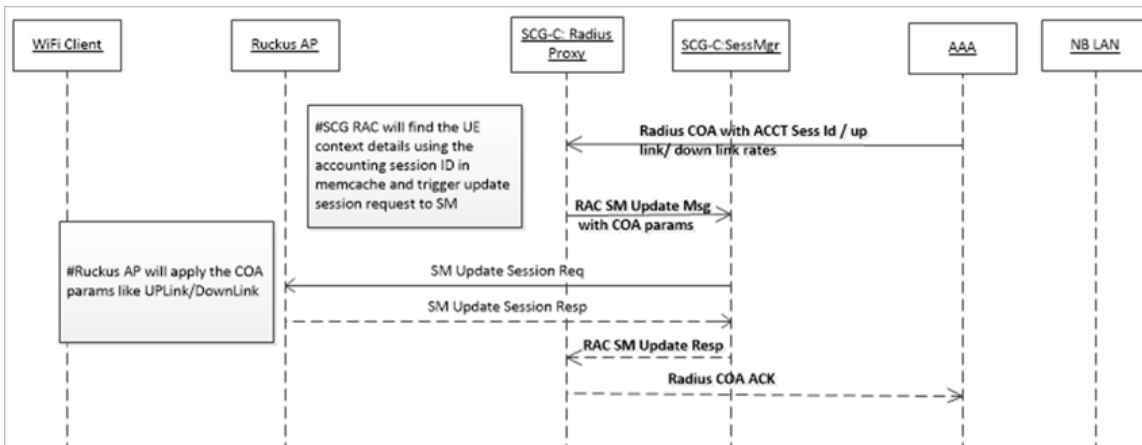 WiFi Client
Ruckus AP
SCG-C: Radius
Proxy
SCG-C:SessMgr
AAA
NB LAN
#SCG RAC will find the UE
context details using the
accounting session ID in
memcache and trigger update
session request to SM
Radius COA with ACCT Sess Id / up
link/ down link rates
RAC SM Update Msg
with COA params
#Ruckus AP will apply the COA
params like UPLink/DownLink
SM Update Session Req
SM Update Session Resp
RAC SM Update Resp
Radius COA ACK